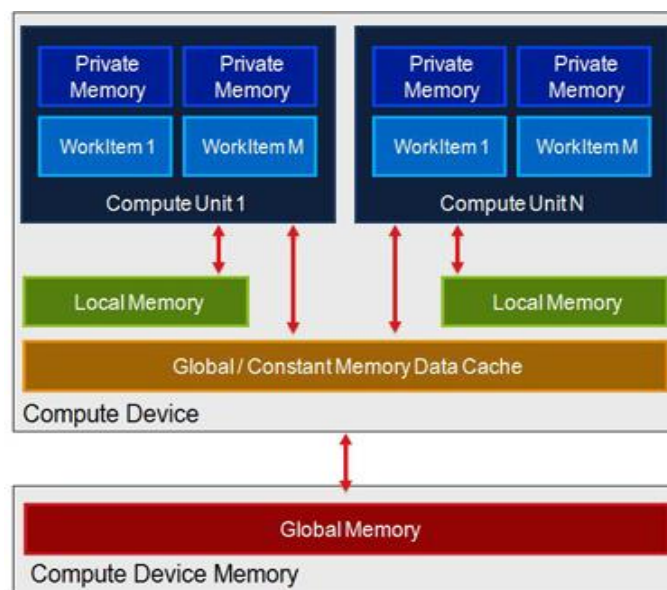 Private Memory
Private Memory
Private Memory
Private Memory
WorkItem 1
WorkItem M
WorkItem 1
WorkItem M
Compute Unit 1
Compute Unit N
Local Memory
Local Memory
Global / Constant Memory Data Cache
Compute Device
Global Memory
Compute Device Memory